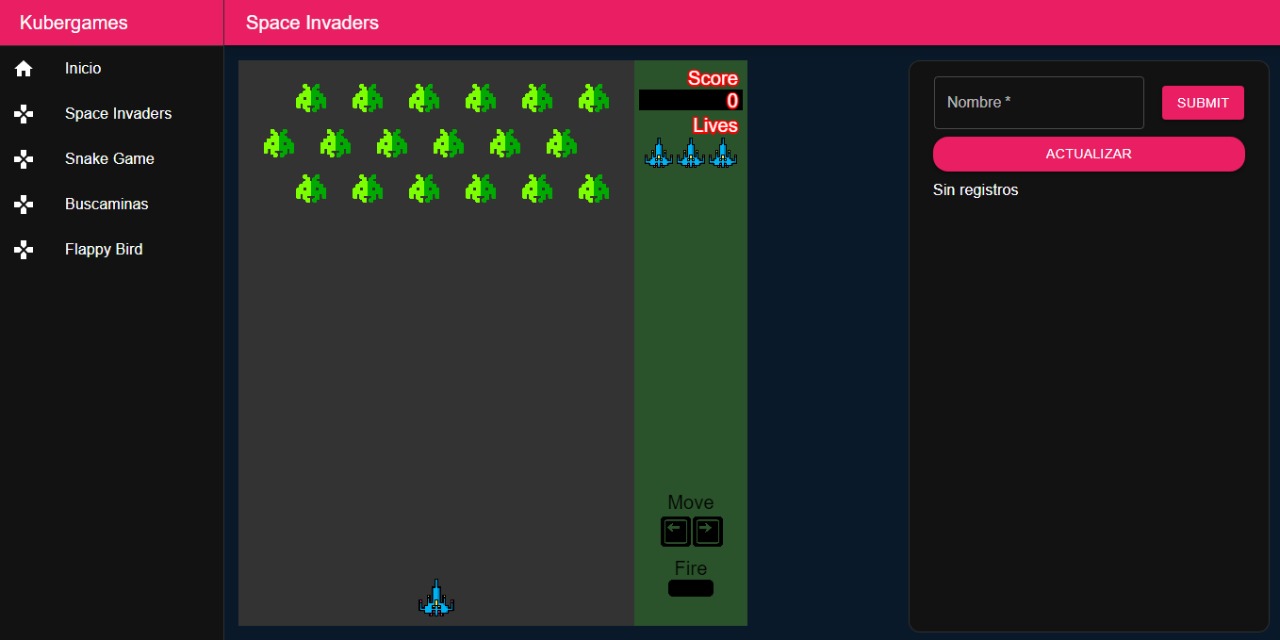 Kubergames
Space Invaders
Inicio
Space Invaders
Snake Game
Buscaminas
Flappy Bird
Score
0
Lives
Move
Fire
Nombre *
SUBMIT
ACTUALIZAR
Sin registros